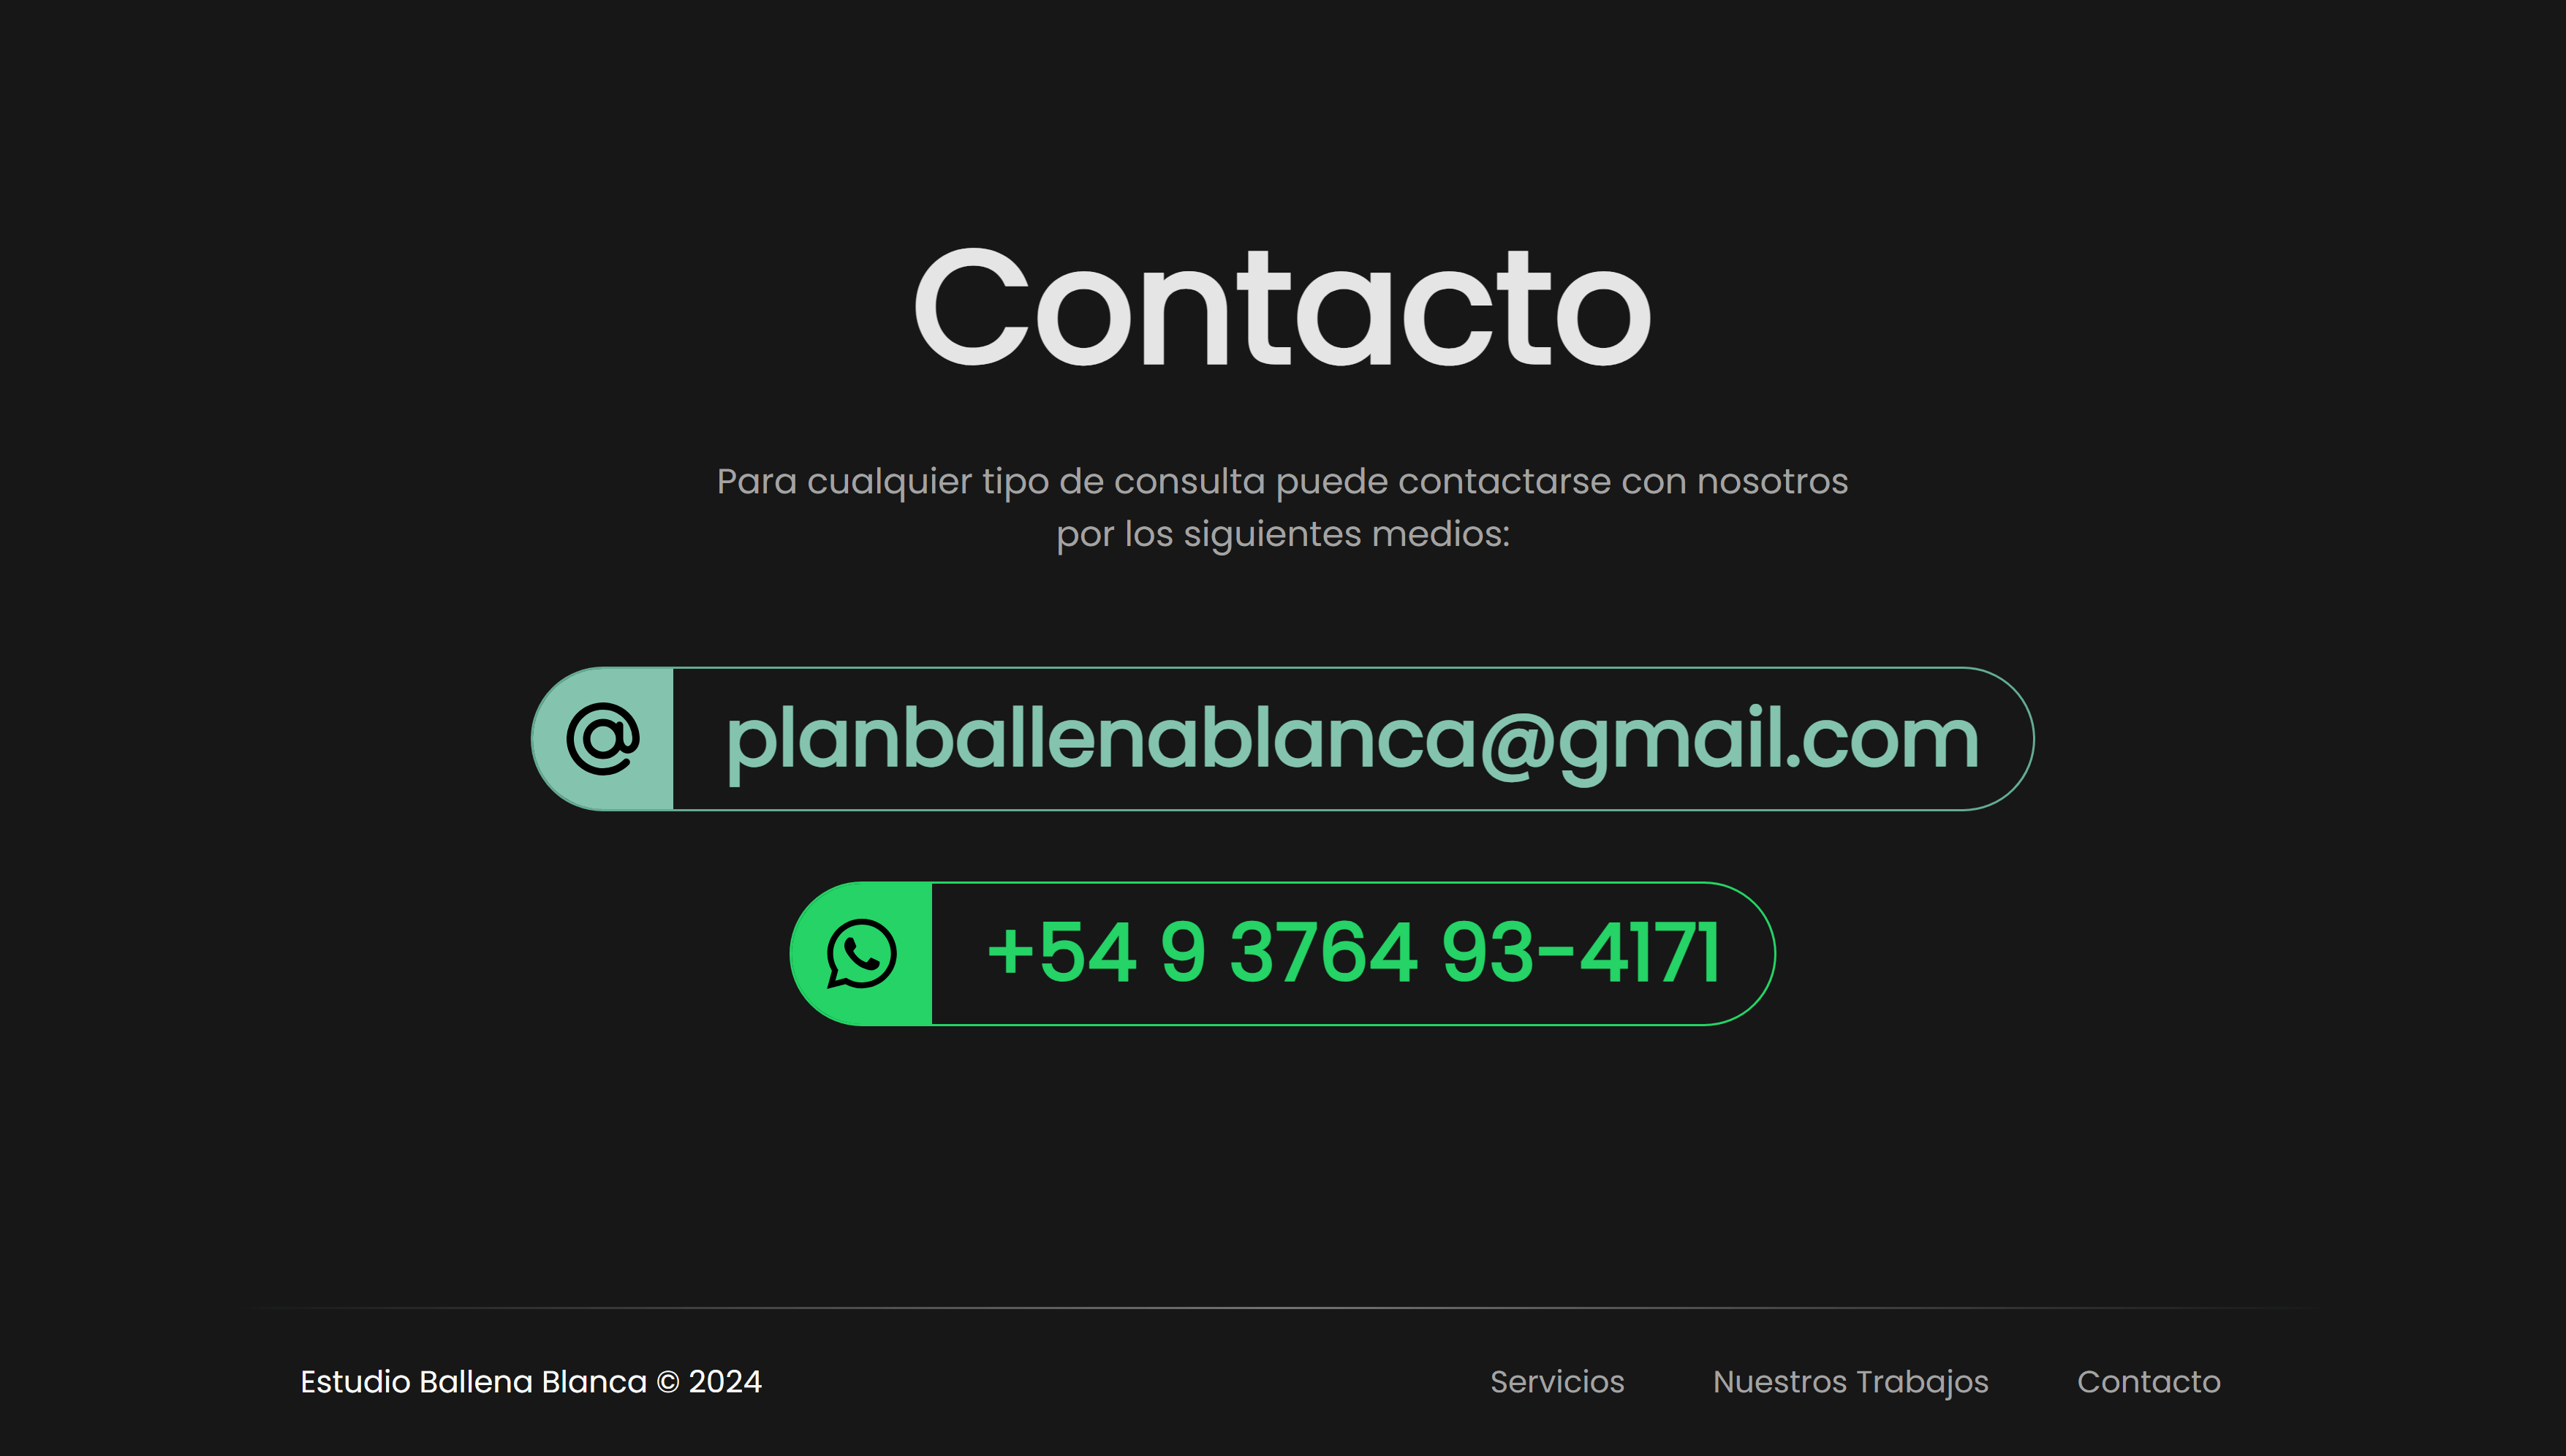 Contacto
Para cualquier tipo de consulta puede contactarse con nosotros
por los siguientes medios:
planballenablanca@gmail.com
+54 9 3764 93-4171
Estudio Ballena Blanca © 2024
Servicios
Nuestros Trabajos
Contacto